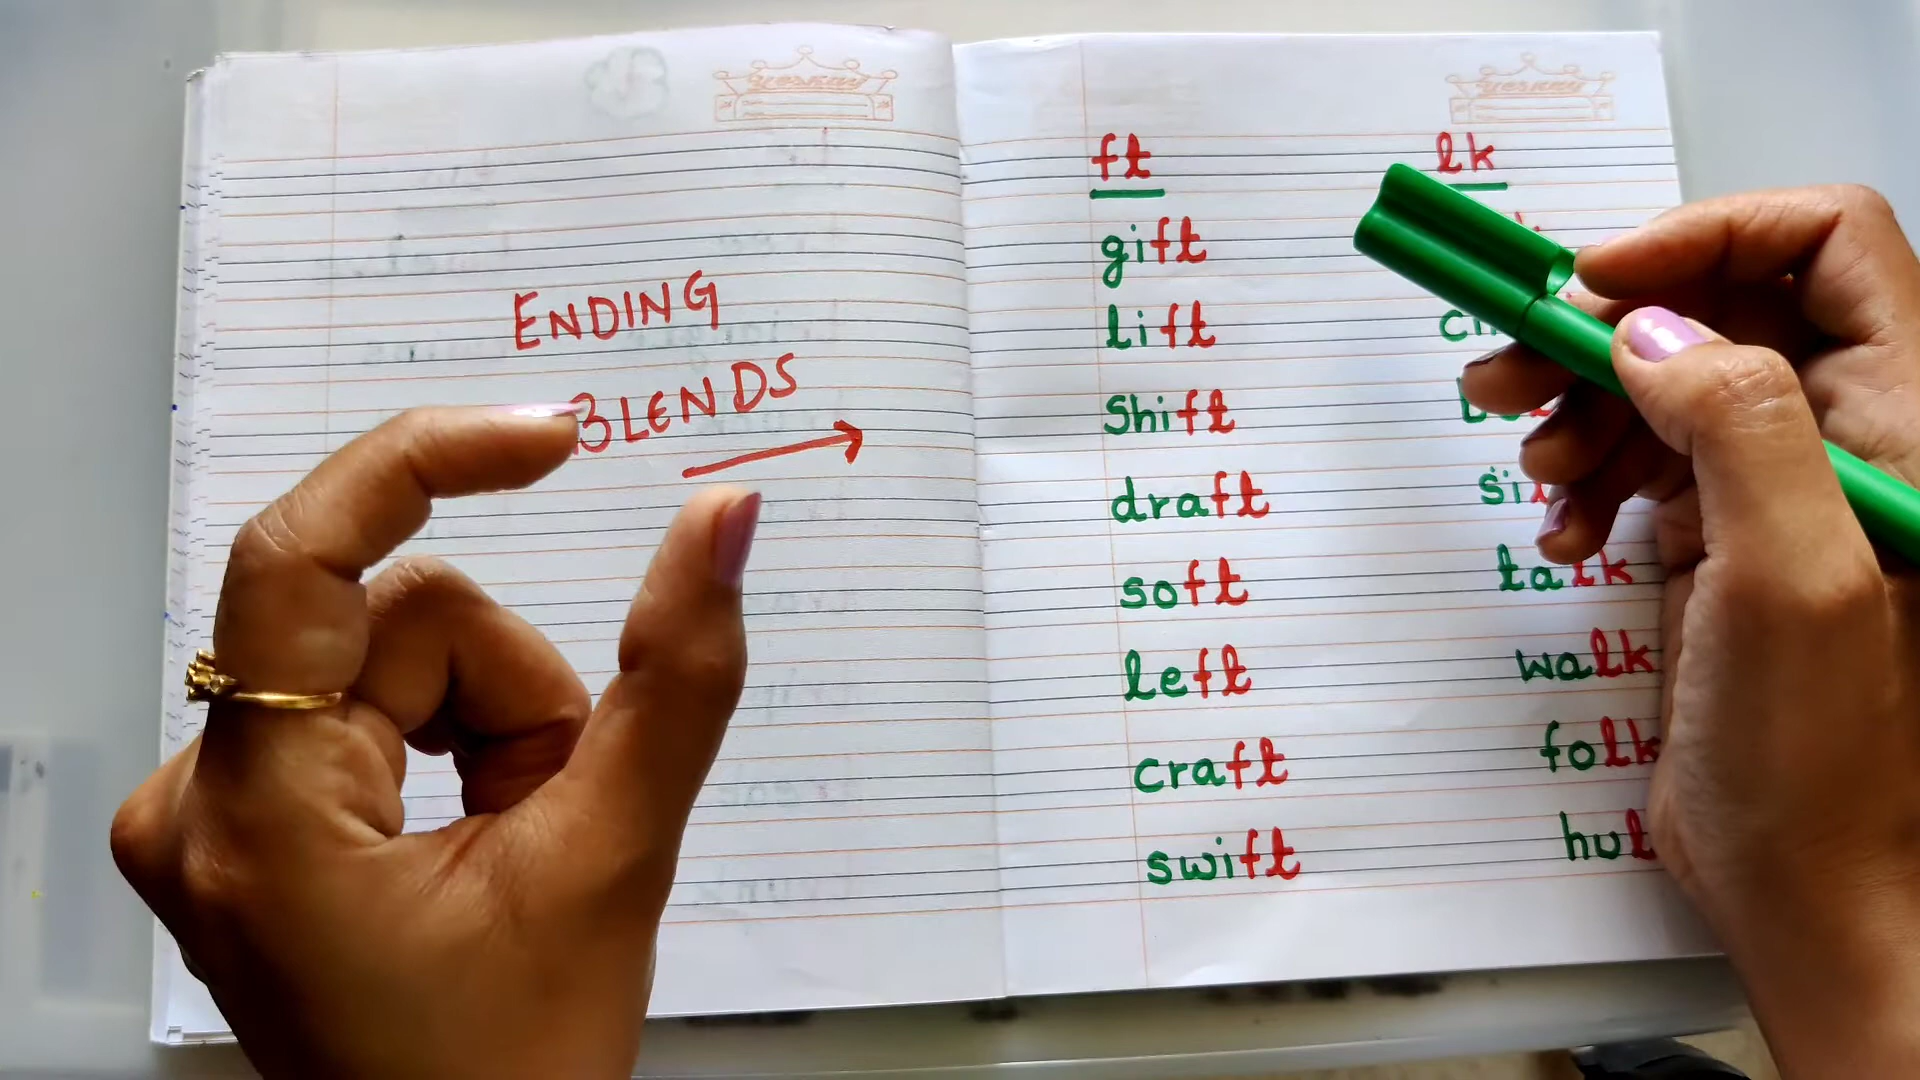 ENDING
BLENDS
ft
gift
lift
Shift
draft
soft
left
craft
swift
lk
talk
walk
folk